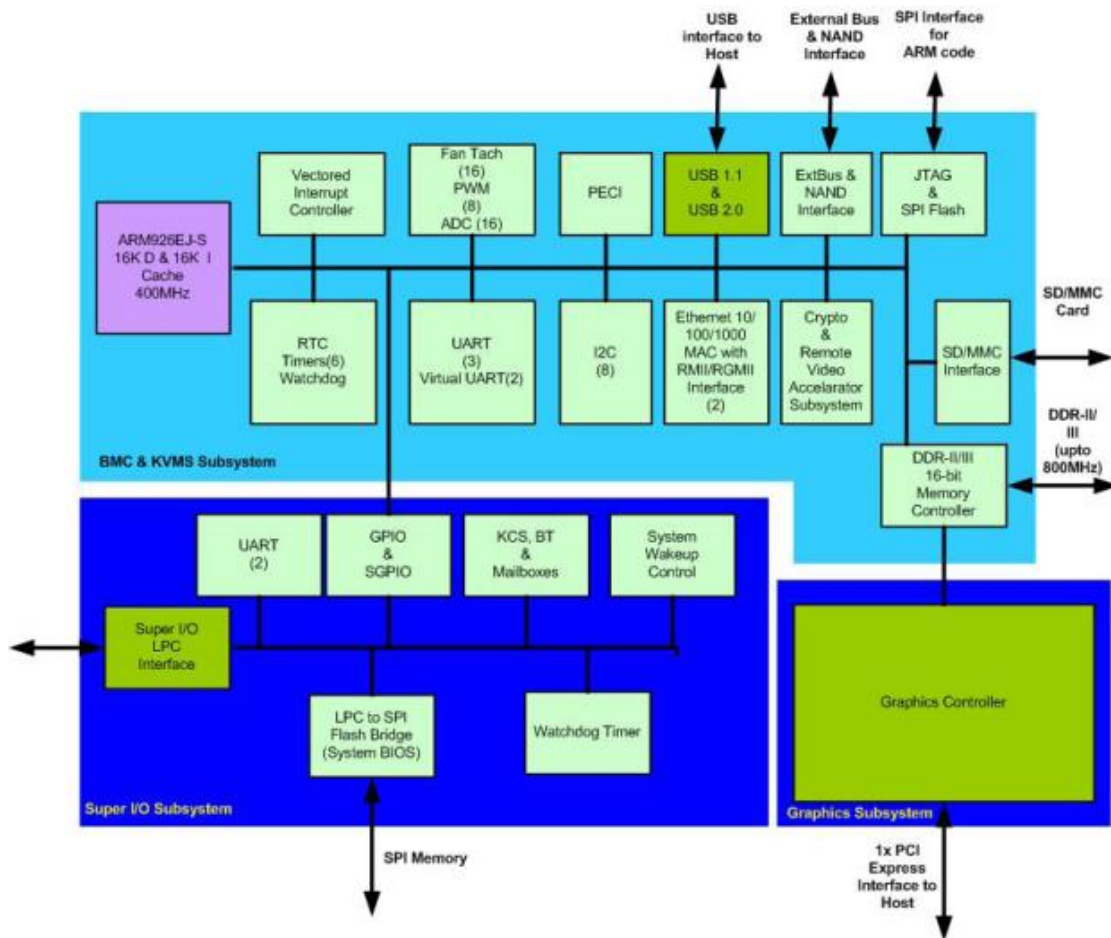 USB
interface to
Host
External Bus
& NAND
Interface
SPI Interface
for
ARM code
Vectored
Interrupt
Controller
Fan Tach
(16)
PWM
(8)
ADC (16)
PECI
USB 1.1
&
USB 2.0
ExtBus &
NAND
Interface
JTAG
&
SPI Flash
ARM926EJ-S
16K D & 16K I
Cache
400MHz
RTC
Timers(6)
Watchdog
UART
(3)
Virtual UART(2)
I2C
(8)
Ethernet 10/
100/1000
MAC with
RMII/RGMII
Interface
(2)
Crypto
&
Remote
Video
Accelarator
Subsystem
SD/MMC
Interface
SD/MMC
Card
BMC & KVMS Subsystem
DDR-II/III
16-bit
Memory
Controller
DDR-II/
III
(upto
800MHz)
UART
(2)
GPIO
&
SGPIO
KCS, BT
&
Mailboxes
System
Wakeup
Control
Super I/O
LPC
Interface
LPC to SPI
Flash Bridge
(System BIOS)
Watchdog Timer
Super I/O Subsystem
Graphics Controller
Graphics Subsystem
SPI Memory
1x PCI
Express
Interface to
Host